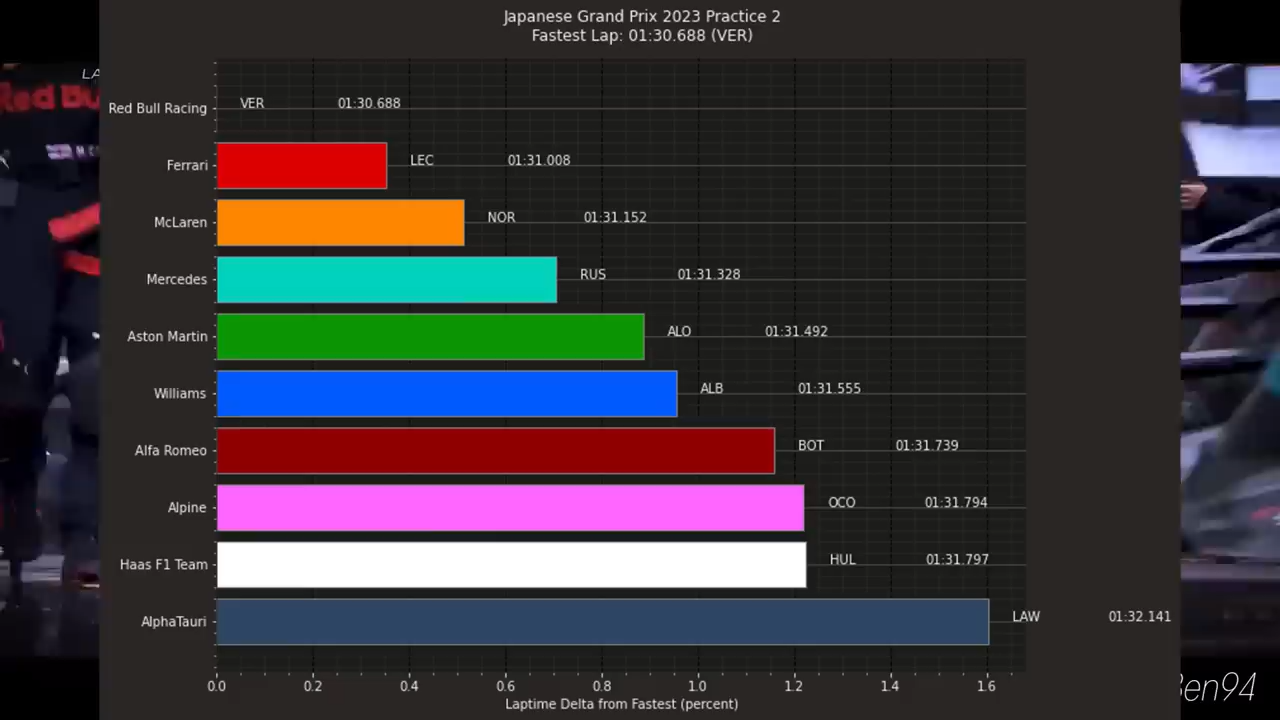 Japanese Grand Prix 2023 Practice 2
Fastest Lap: 01:30.688 (VER)
LA
Red Bu
Red Bull Racing VER 01:30.688
Ferrari LEC 01:31.008
McLaren NOR 01:31.152
Mercedes RUS 01:31.328
Aston Martin ALO 01:31.492
Williams ALB 01:31.555
Alfa Romeo BOT 01:31.739
Alpine OCO 01:31.794
Haas F1 Team HUL 01:31.797
AlphaTauri LAW 01:32.141
0.0 0.2 0.4 0.6 0.8 1.0 1.2 1.4 1.6
Laptime Delta from Fastest (percent)
Ben94